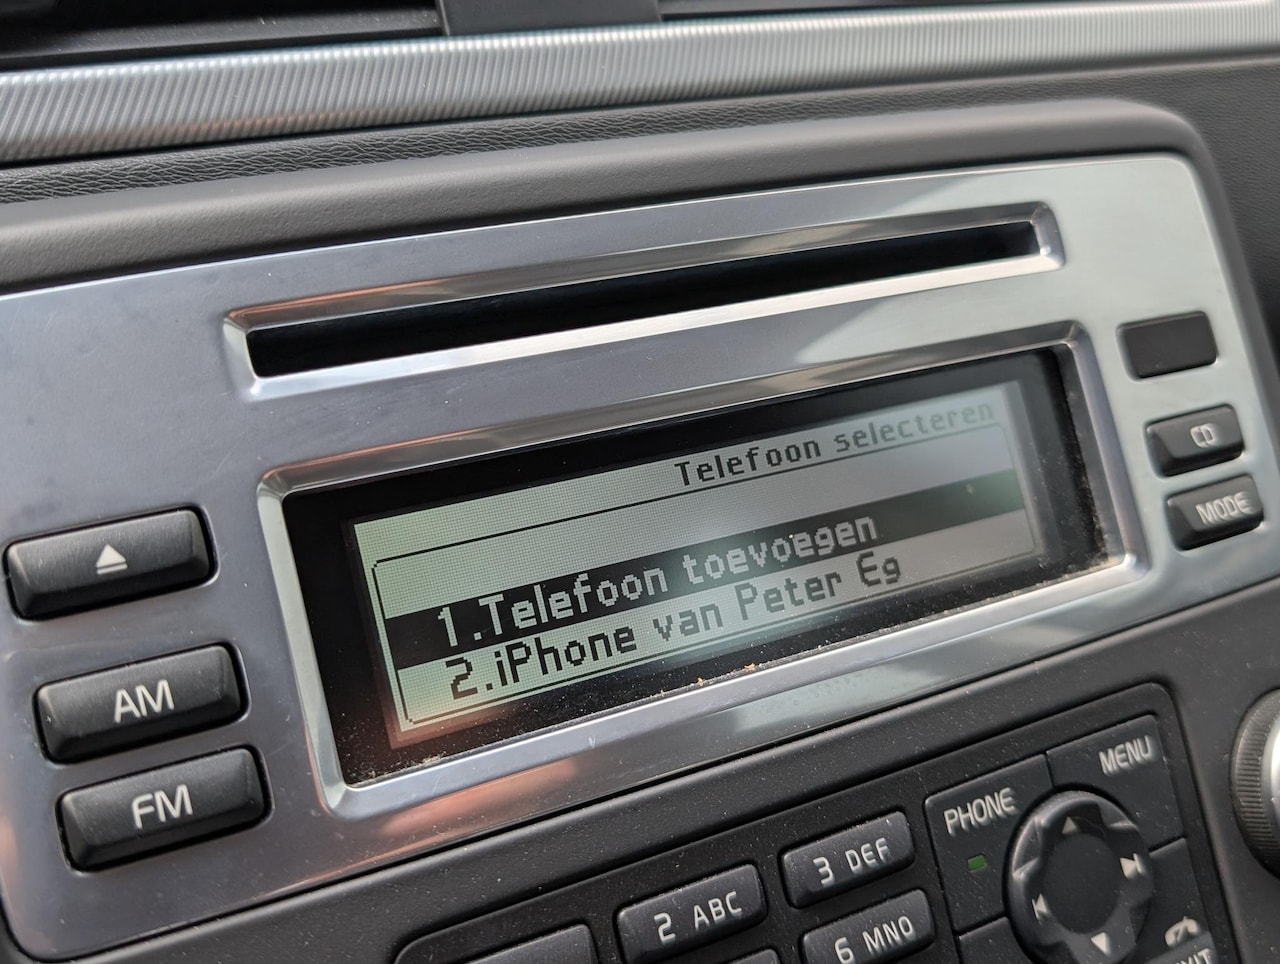 Telefoon selecteren
1.Telefoon toevoegen
2.iPhone van Peter Eg
CD
MODE
AM
FM
MENU
PHONE
3 DEF
2 ABC
6 MNO